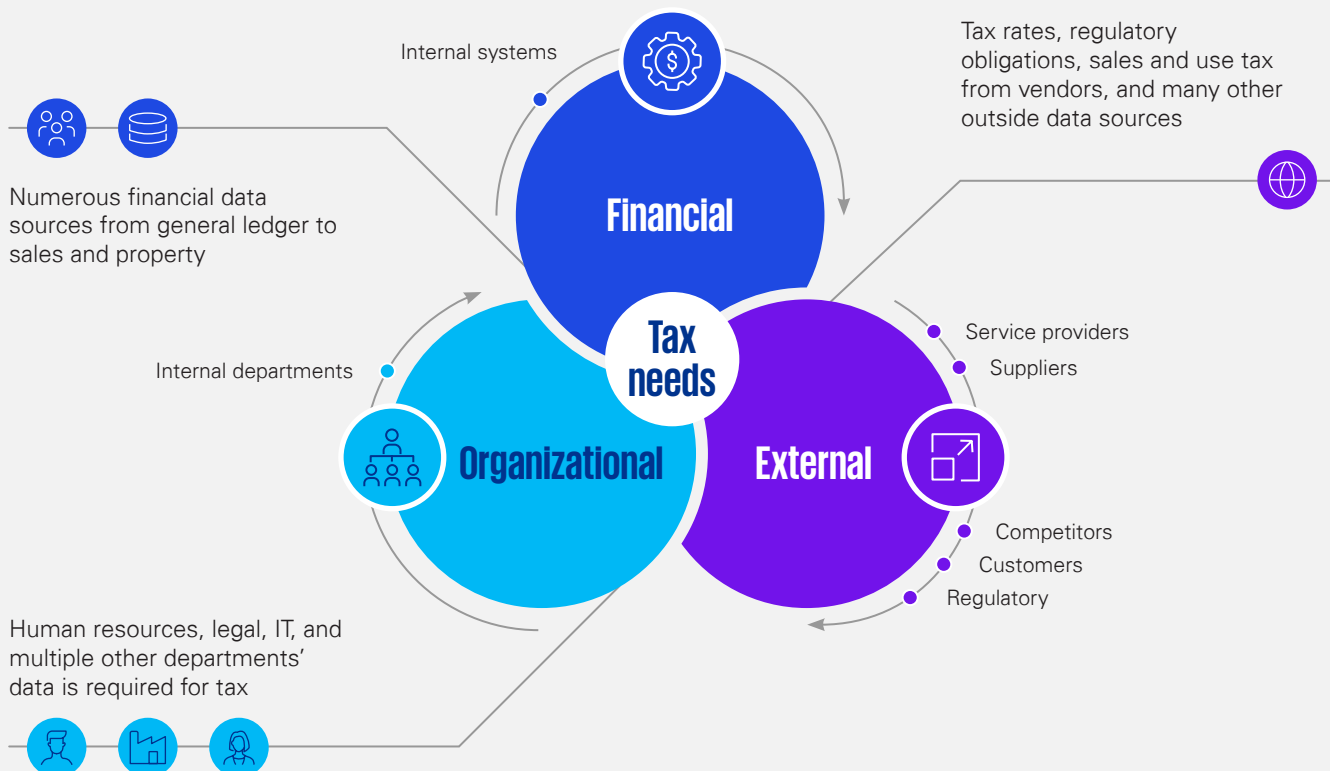 Internal systems
$
Tax rates, regulatory
obligations, sales and use tax
from vendors, and many other
outside data sources
Numerous financial data
sources from general ledger to
sales and property
Financial
Tax
needs
Internal departments
Service providers
Suppliers
Organizational
External
Competitors
Customers
Regulatory
Human resources, legal, IT, and
multiple other departments’
data is required for tax